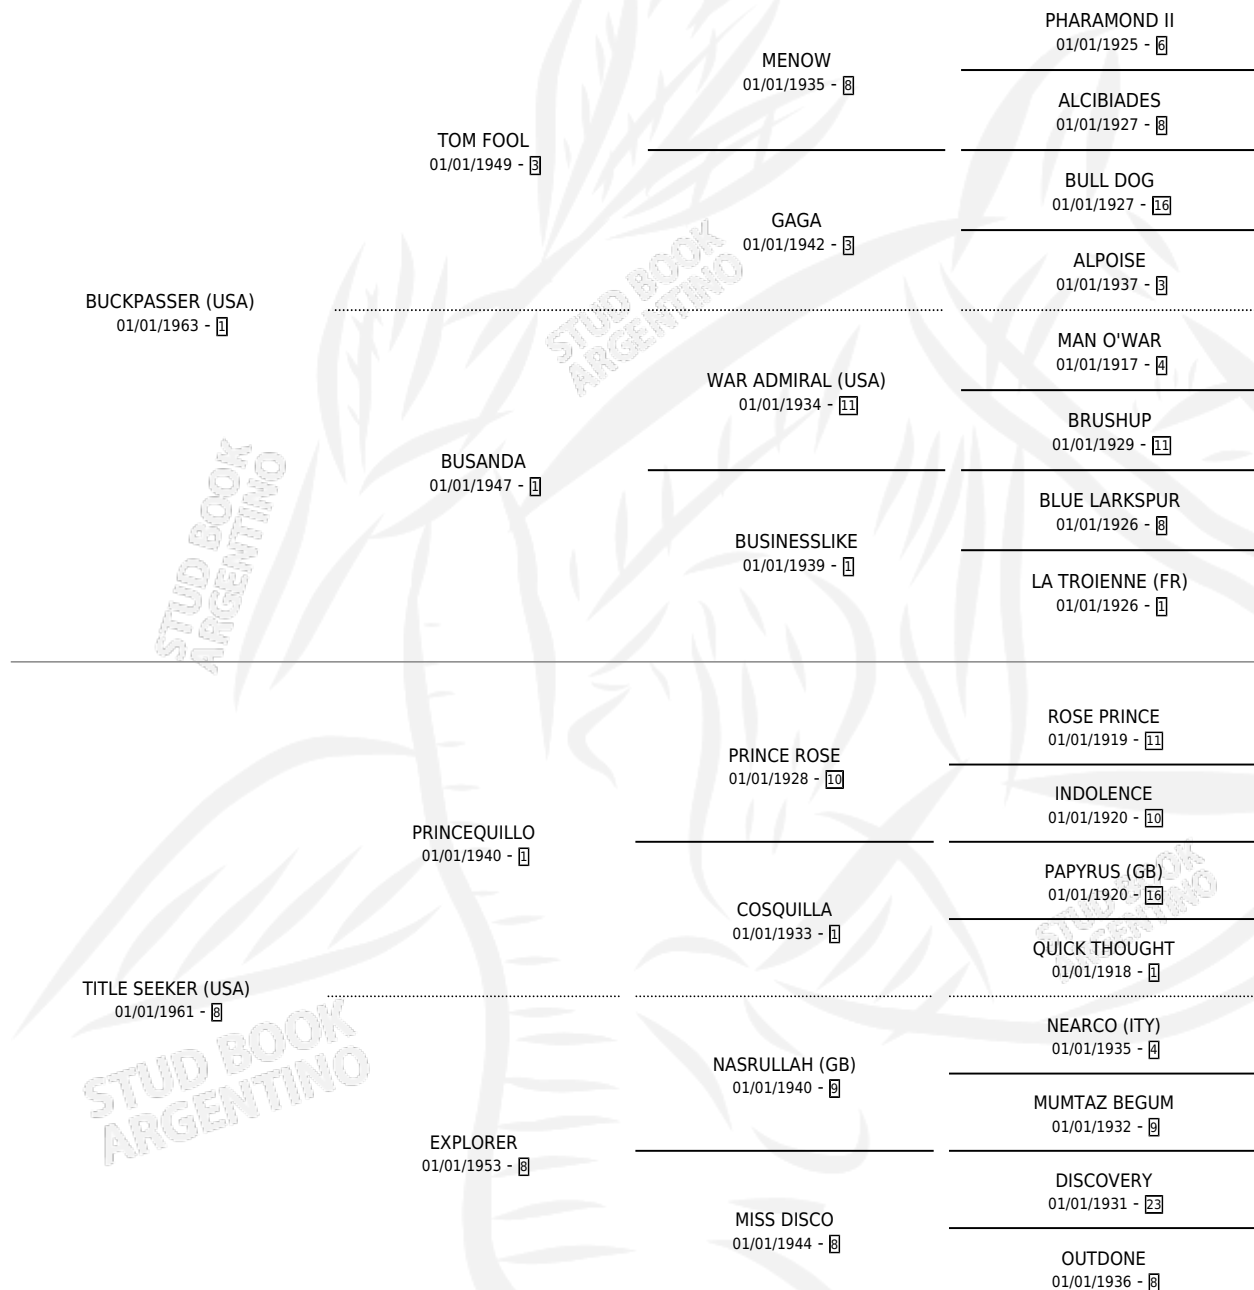 PHARAMOND II
01/01/1925 - 6
MENOW
01/01/1935 - 8
ALCIBIADES
01/01/1927 - 8
TOM FOOL
01/01/1949 - 3
BULL DOG
01/01/1927 - 16
GAGA
01/01/1942 - 3
ALPOISE
01/01/1937 - 3
BUCKPASSER (USA)
01/01/1963 - 1
MAN O'WAR
01/01/1917 - 4
WAR ADMIRAL (USA)
01/01/1934 - 11
BRUSHUP
01/01/1929 - 11
BUSANDA
01/01/1947 - 1
BLUE LARKSPUR
01/01/1926 - 8
BUSINESSLIKE
01/01/1939 - 1
LA TROIENNE (FR)
01/01/1926 - 1
ROSE PRINCE
01/01/1919 - 11
PRINCE ROSE
01/01/1928 - 10
INDOLENCE
01/01/1920 - 10
PRINCEQUILLO
01/01/1940 - 1
PAPYRUS (GB)
01/01/1920 - 16
COSQUILLA
01/01/1933 - 1
QUICK THOUGHT
01/01/1918 - 1
TITLE SEEKER (USA)
01/01/1961 - 8
NEARCO (ITY)
01/01/1935 - 4
NASRULLAH (GB)
01/01/1940 - 9
MUMTAZ BEGUM
01/01/1932 - 9
EXPLORER
01/01/1953 - 8
DISCOVERY
01/01/1931 - 23
MISS DISCO
01/01/1944 - 8
OUTDONE
01/01/1936 - 8
STUD BOOK
ARGENTINO
STUD BOOK
ARGENTINO
STUD BOOK
ARGENTINO
STUD BOOK
ARGENTINO